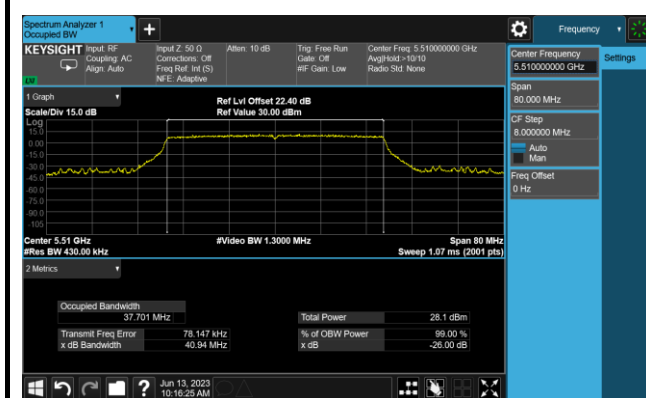 Spectrum Analyzer 1
Occupied BW
+
Frequency
KEYSIGHT
Input: RF
Coupling: AC
Align: Auto
Input Z: 50 Ω
Corrections: Off
Freq Ref: Int (S)
NFE: Adaptive
Atten: 10 dB
Trig: Free Run
Gate: Off
#IF Gain: Low
Center Freq: 5.510000000 GHz
Avg|Hold:>10/10
Radio Std: None
Center Frequency
5.510000000 GHz
Settings
Span
80.000 MHz
CF Step
8.000000 MHz
Auto
Man
Freq Offset
0 Hz
1 Graph
Scale/Div 15.0 dB
Ref Lvl Offset 22.40 dB
Ref Value 30.00 dBm
Log
15.0
0.00
-15.0
-30.0
-45.0
-60.0
-75.0
-90.0
-105
Center 5.51 GHz
#Video BW 1.3000 MHz
Span 80 MHz
#Res BW 430.00 kHz
Sweep 1.07 ms (2001 pts)
2 Metrics
Occupied Bandwidth
37.701 MHz
Total Power 28.1 dBm
Transmit Freq Error 78.147 kHz
% of OBW Power 99.00 %
x dB Bandwidth 40.94 MHz
x dB -26.00 dB
?
Jun 13, 2023
10:16:25 AM